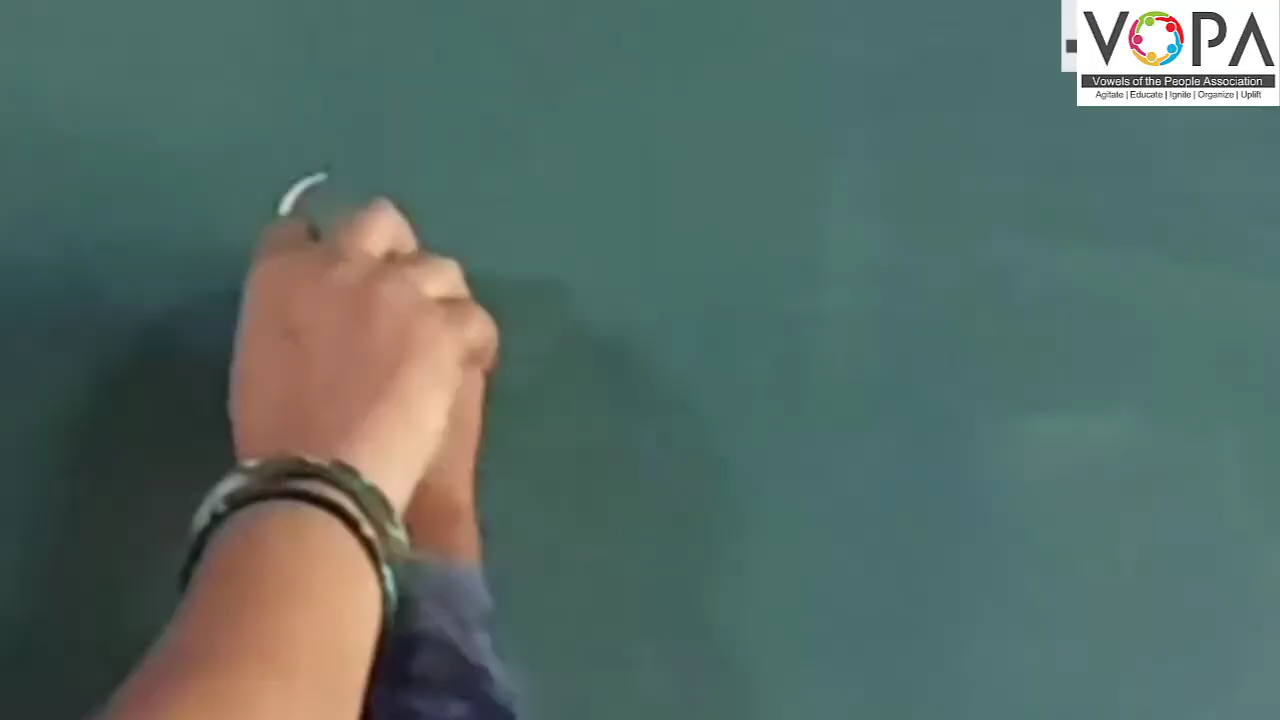 VOPA
Vowels of the People Association
Agitate | Educate | Ignite | Organize | Uplift